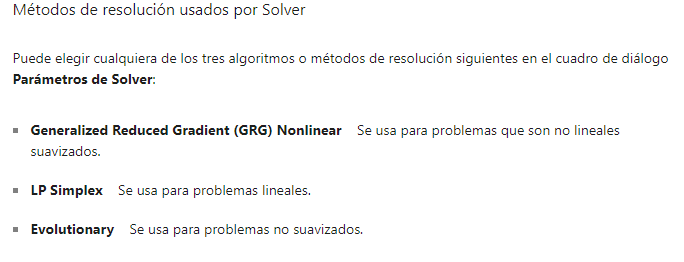 Métodos de resolución usados por Solver
Puede elegir cualquiera de los tres algoritmos o métodos de resolución siguientes en el cuadro de diálogo
Parámetros de Solver:
Generalized Reduced Gradient (GRG) Nonlinear Se usa para problemas que son no lineales
suavizados.
LP Simplex Se usa para problemas lineales.
Evolutionary Se usa para problemas no suavizados.